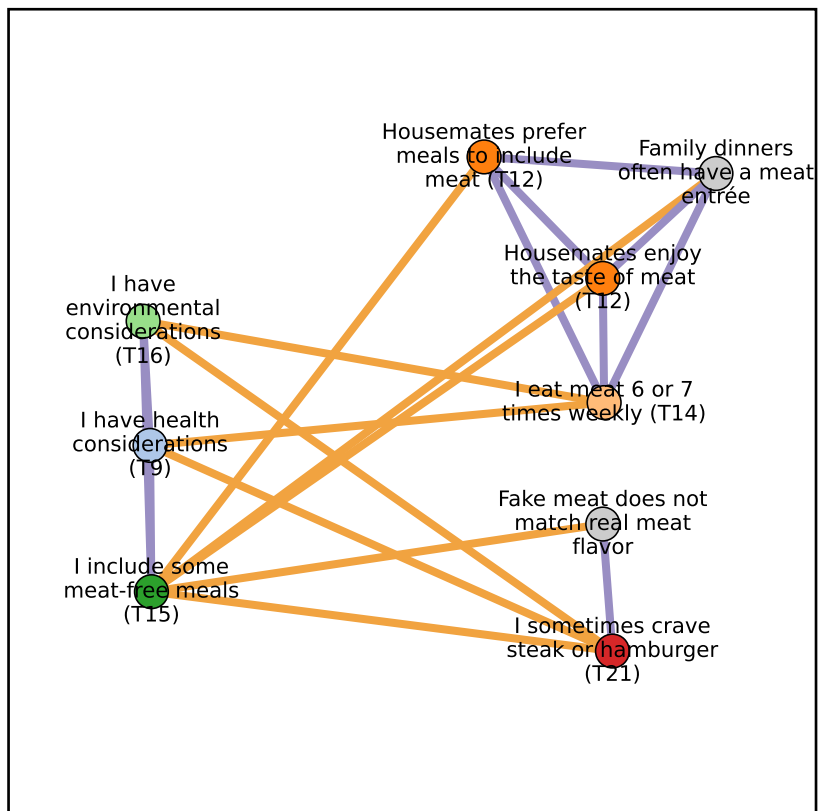 Housemates prefer
meals to include
meat (T12)
Family dinners
often have a meat
entrée
Housemates enjoy
the taste of meat
(T12)
I have
environmental
considerations
(T16)
I eat meat 6 or 7
times weekly (T14)
I have health
considerations
(T9)
Fake meat does not
match real meat
flavor
I include some
meat-free meals
(T15)
I sometimes crave
steak or hamburger
(T21)